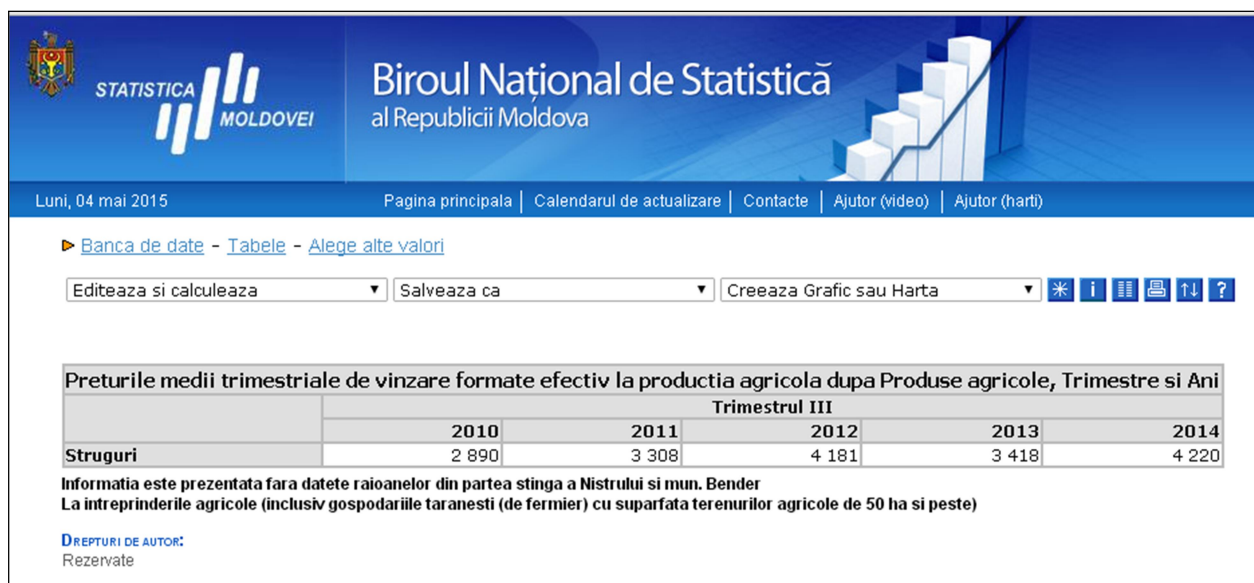 STATISTICA
MOLDOVEI
Biroul Național de Statistică
al Republicii Moldova
Luni, 04 mai 2015 Pagina principala | Calendarul de actualizare | Contacte | Ajutor (video) | Ajutor (harti)
Banca de date - Tabele - Alege alte valori
Editeaza si calculeaza Salveaza ca Creeaza Grafic sau Harta i ?
Preturile medii trimestriale de vinzare formate efectiv la productia agricola dupa Produse agricole, Trimestre si Ani
Trimestrul III
2010 2011 2012 2013 2014
Struguri 2 890 3 308 4 181 3 418 4 220
Informatia este prezentata fara datete raioanelor din partea stinga a Nistrului si mun. Bender
La intreprinderile agricole (inclusiv gospodariile taranesti (de fermier) cu suparfata terenurilor agricole de 50 ha si peste)
DREPTURI DE AUTOR:
Rezervate